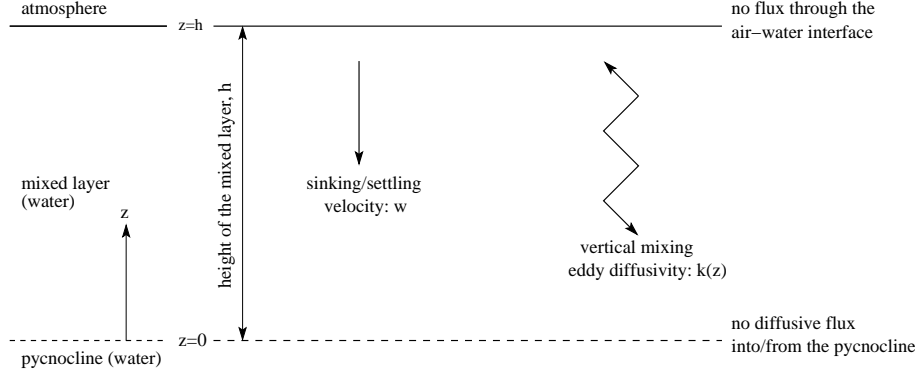 atmosphere
z=h
no flux through the
air−water interface
height of the mixed layer, h
sinking/settling
velocity: w
mixed layer
(water)
z
vertical mixing
eddy diffusivity: k(z)
z=0
pycnocline (water)
no diffusive flux
into/from the pycnocline